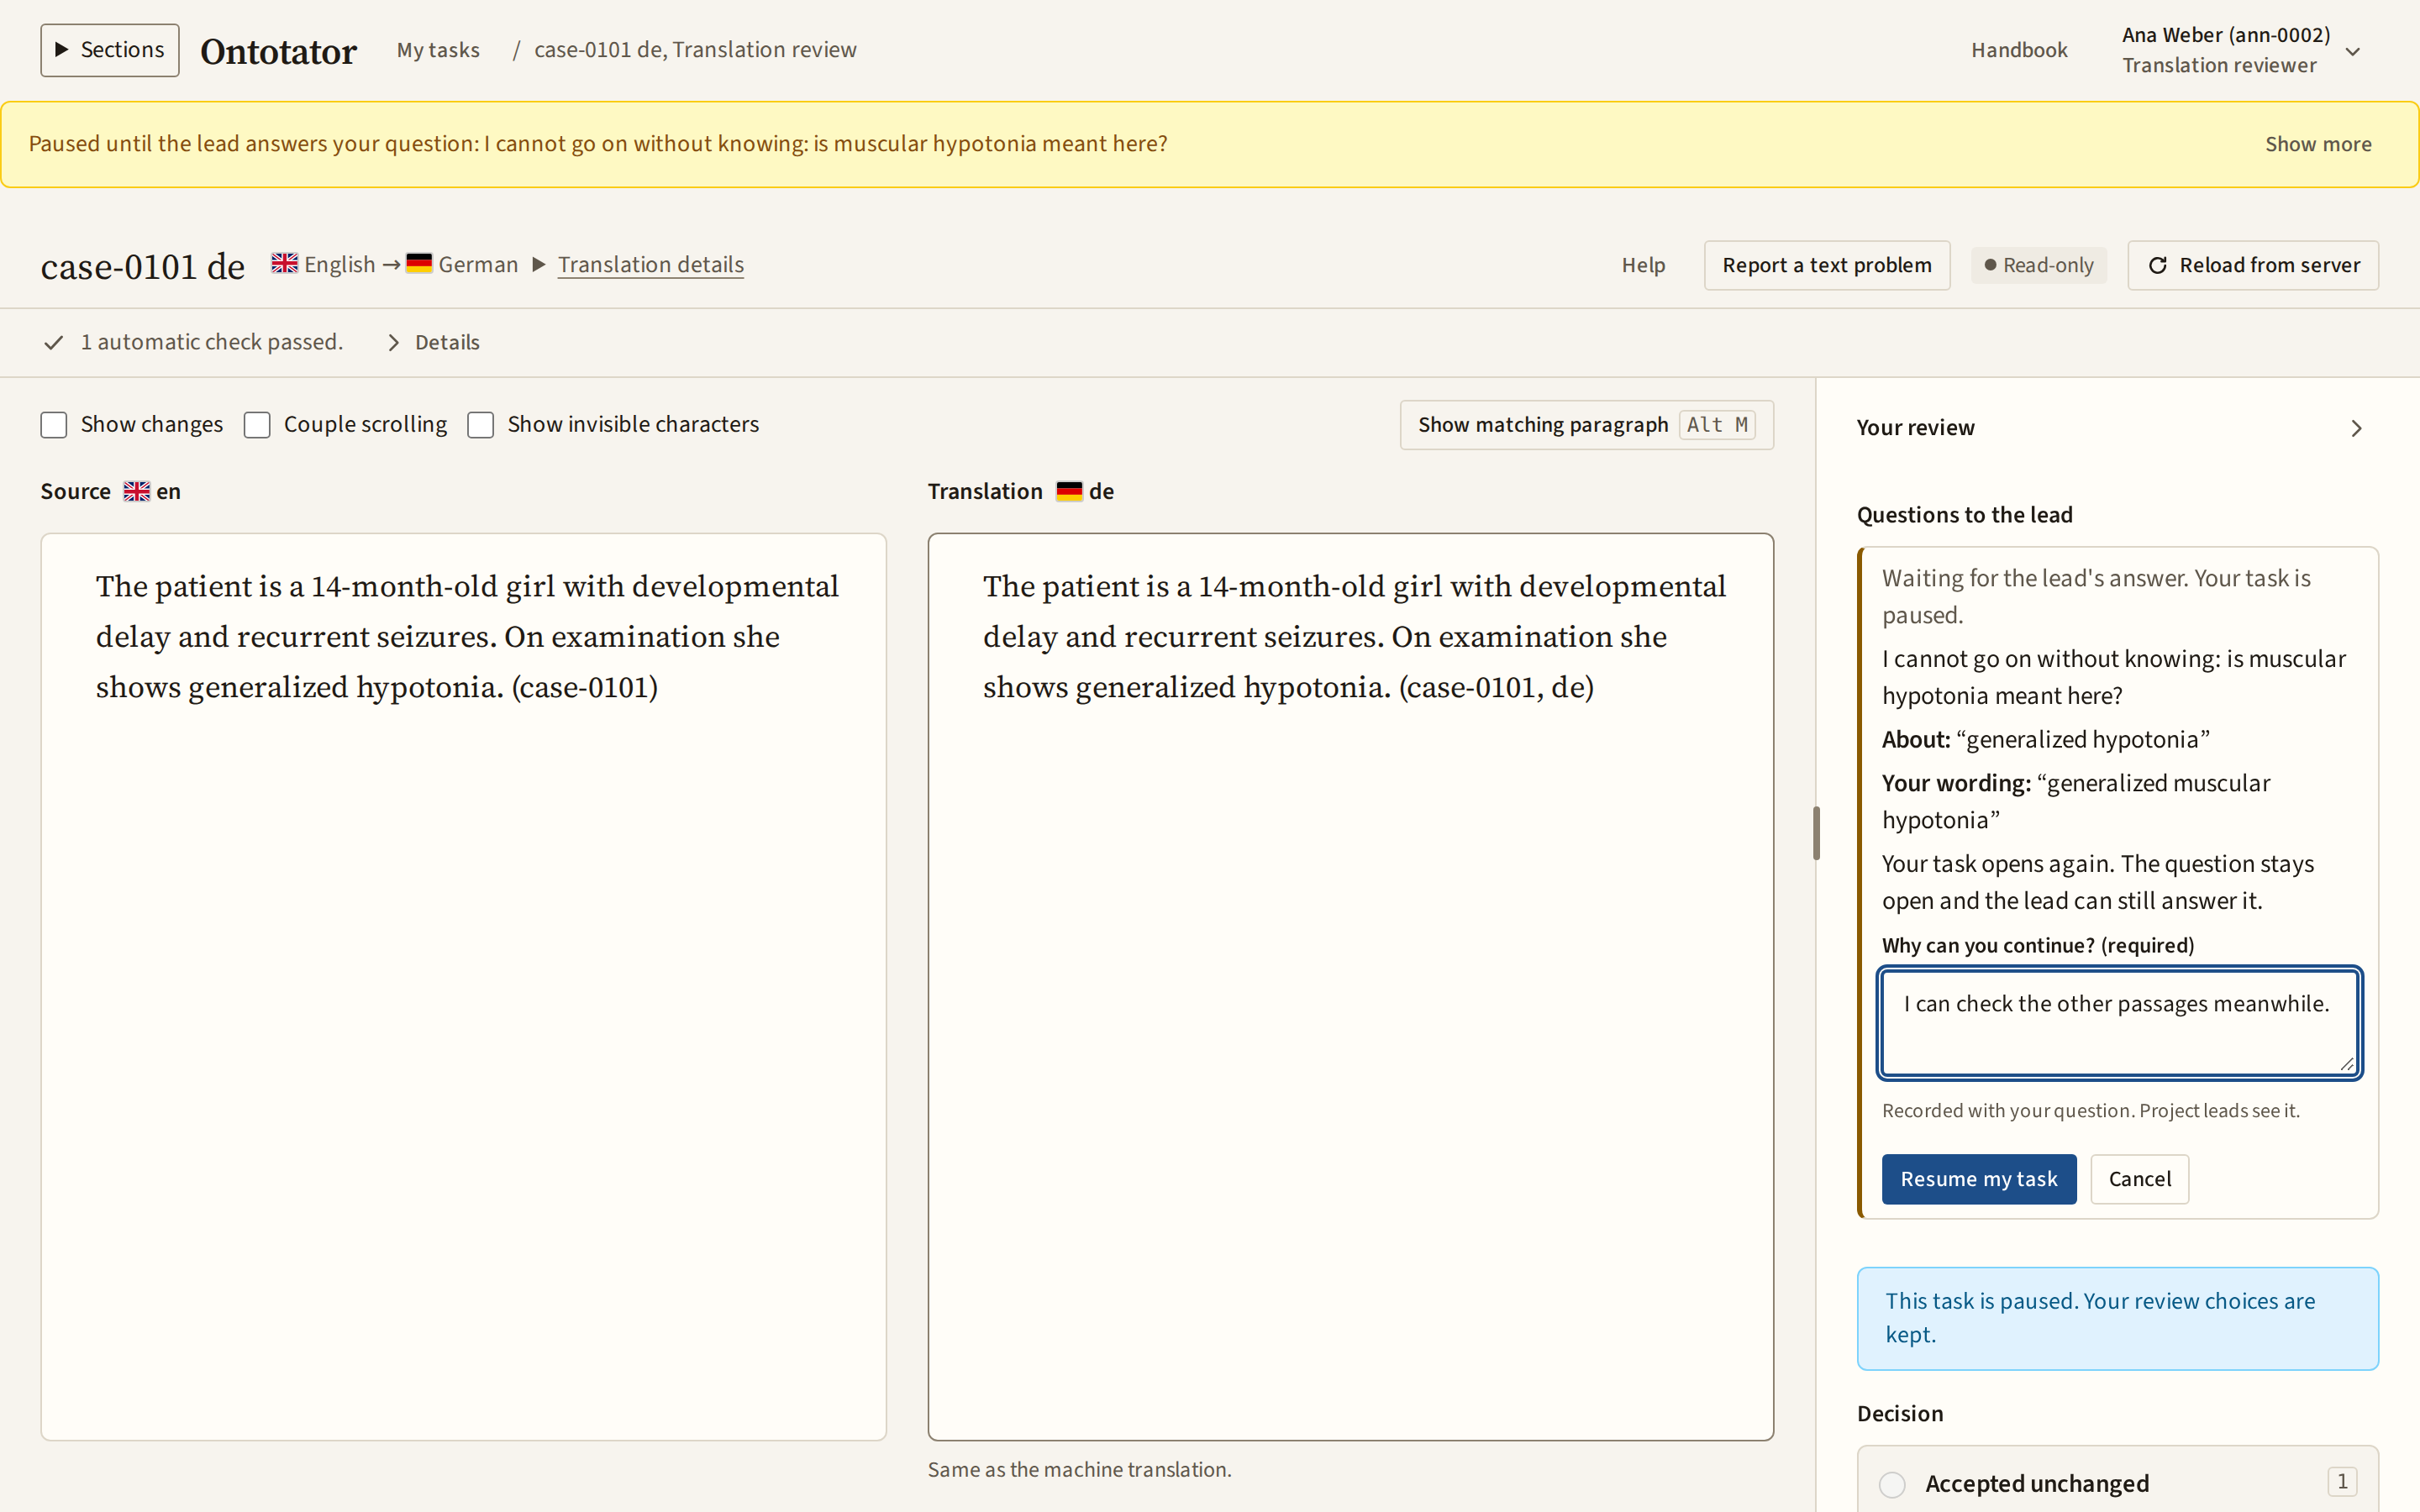 Sections
Ontotator
My tasks / case-0101 de, Translation review
Handbook
Ana Weber (ann-0002)
Translation reviewer
Paused until the lead answers your question: I cannot go on without knowing: is muscular hypotonia meant here?
Show more
case-0101 de
English → German
Translation details
Help
Report a text problem
Read-only
Reload from server
1 automatic check passed.
Details
Show changes
Couple scrolling
Show invisible characters
Show matching paragraph Alt M
Source en
The patient is a 14-month-old girl with developmental
delay and recurrent seizures. On examination she
shows generalized hypotonia. (case-0101)
Translation de
The patient is a 14-month-old girl with developmental
delay and recurrent seizures. On examination she
shows generalized hypotonia. (case-0101, de)
Same as the machine translation.
Your review
Questions to the lead
Waiting for the lead's answer. Your task is
paused.
I cannot go on without knowing: is muscular
hypotonia meant here?
About: “generalized hypotonia”
Your wording: “generalized muscular
hypotonia”
Your task opens again. The question stays
open and the lead can still answer it.
Why can you continue? (required)
I can check the other passages meanwhile.
Recorded with your question. Project leads see it.
Resume my task
Cancel
This task is paused. Your review choices are
kept.
Decision
Accepted unchanged 1